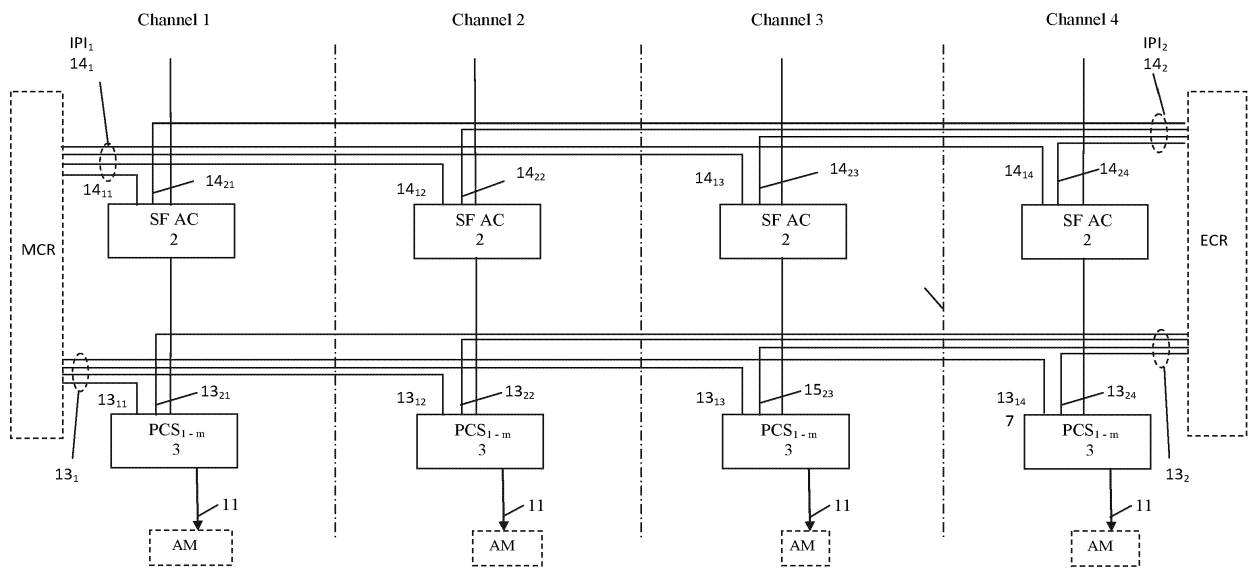 Channel 1 Channel 2 Channel 3 Channel 4
IPI₁ IPI₂
14₁ 14₂
14₁₁ 14₂₁ 14₁₂ 14₂₂ 14₁₃ 14₂₃ 14₁₄ 14₂₄
SF AC SF AC SF AC SF AC
2 2 2 2
MCR ECR
13₁₁ 13₂₁ 13₁₂ 13₂₂ 13₁₃ 15₂₃ 13₁₄ 13₂₄
7
PCS₁₋ₘ PCS₁₋ₘ PCS₁₋ₘ PCS₁₋ₘ
3 3 3 3
13₁ 13₂
11 11 11 11
AM AM AM AM